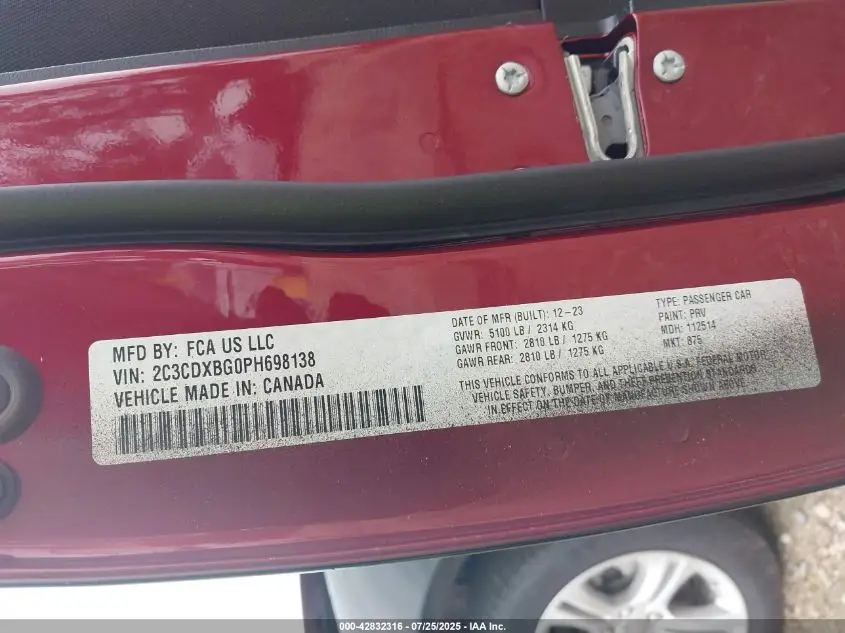 MFD BY: FCA US LLC
VIN: 2C3CDXBG0PH698138
VEHICLE MADE IN: CANADA
DATE OF MFR (BUILT): 12-23
GVWR: 5100 LB / 2314 KG
GAWR FRONT: 2810 LB / 1275 KG
GAWR REAR: 2810 LB / 1275 KG
TYPE: PASSENGER CAR
PAINT: PRV
MDH: 112514
MKT: 875
THIS VEHICLE CONFORMS TO ALL APPLICABLE U.S. FEDERAL MOTOR
VEHICLE SAFETY, BUMPER, AND THEFT PREVENTION STANDARDS
IN EFFECT ON THE DATE OF MANUFACTURE SHOWN ABOVE.
000-42832316 - 07/25/2025 - IAA Inc.